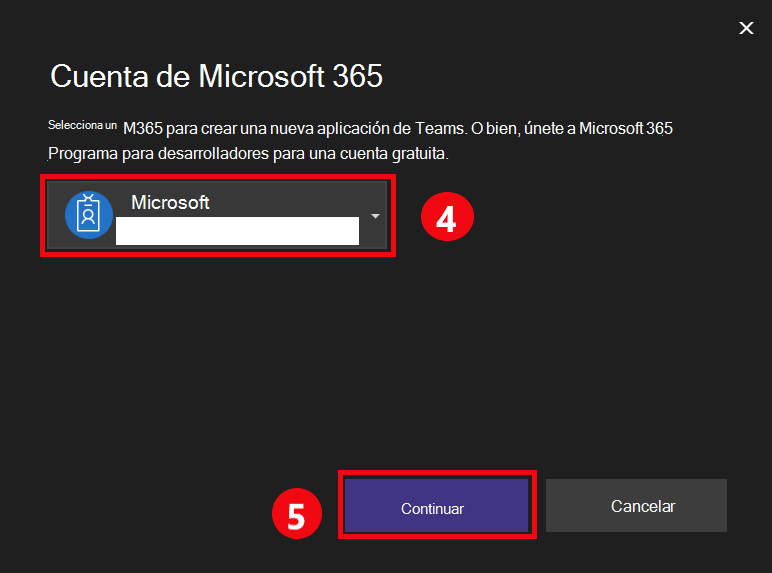 Cuenta de Microsoft 365
Selecciona un M365 para crear una nueva aplicación de Teams. O bien, únete a Microsoft 365
Programa para desarrolladores para una cuenta gratuita.
Microsoft
4
5
Continuar
Cancelar